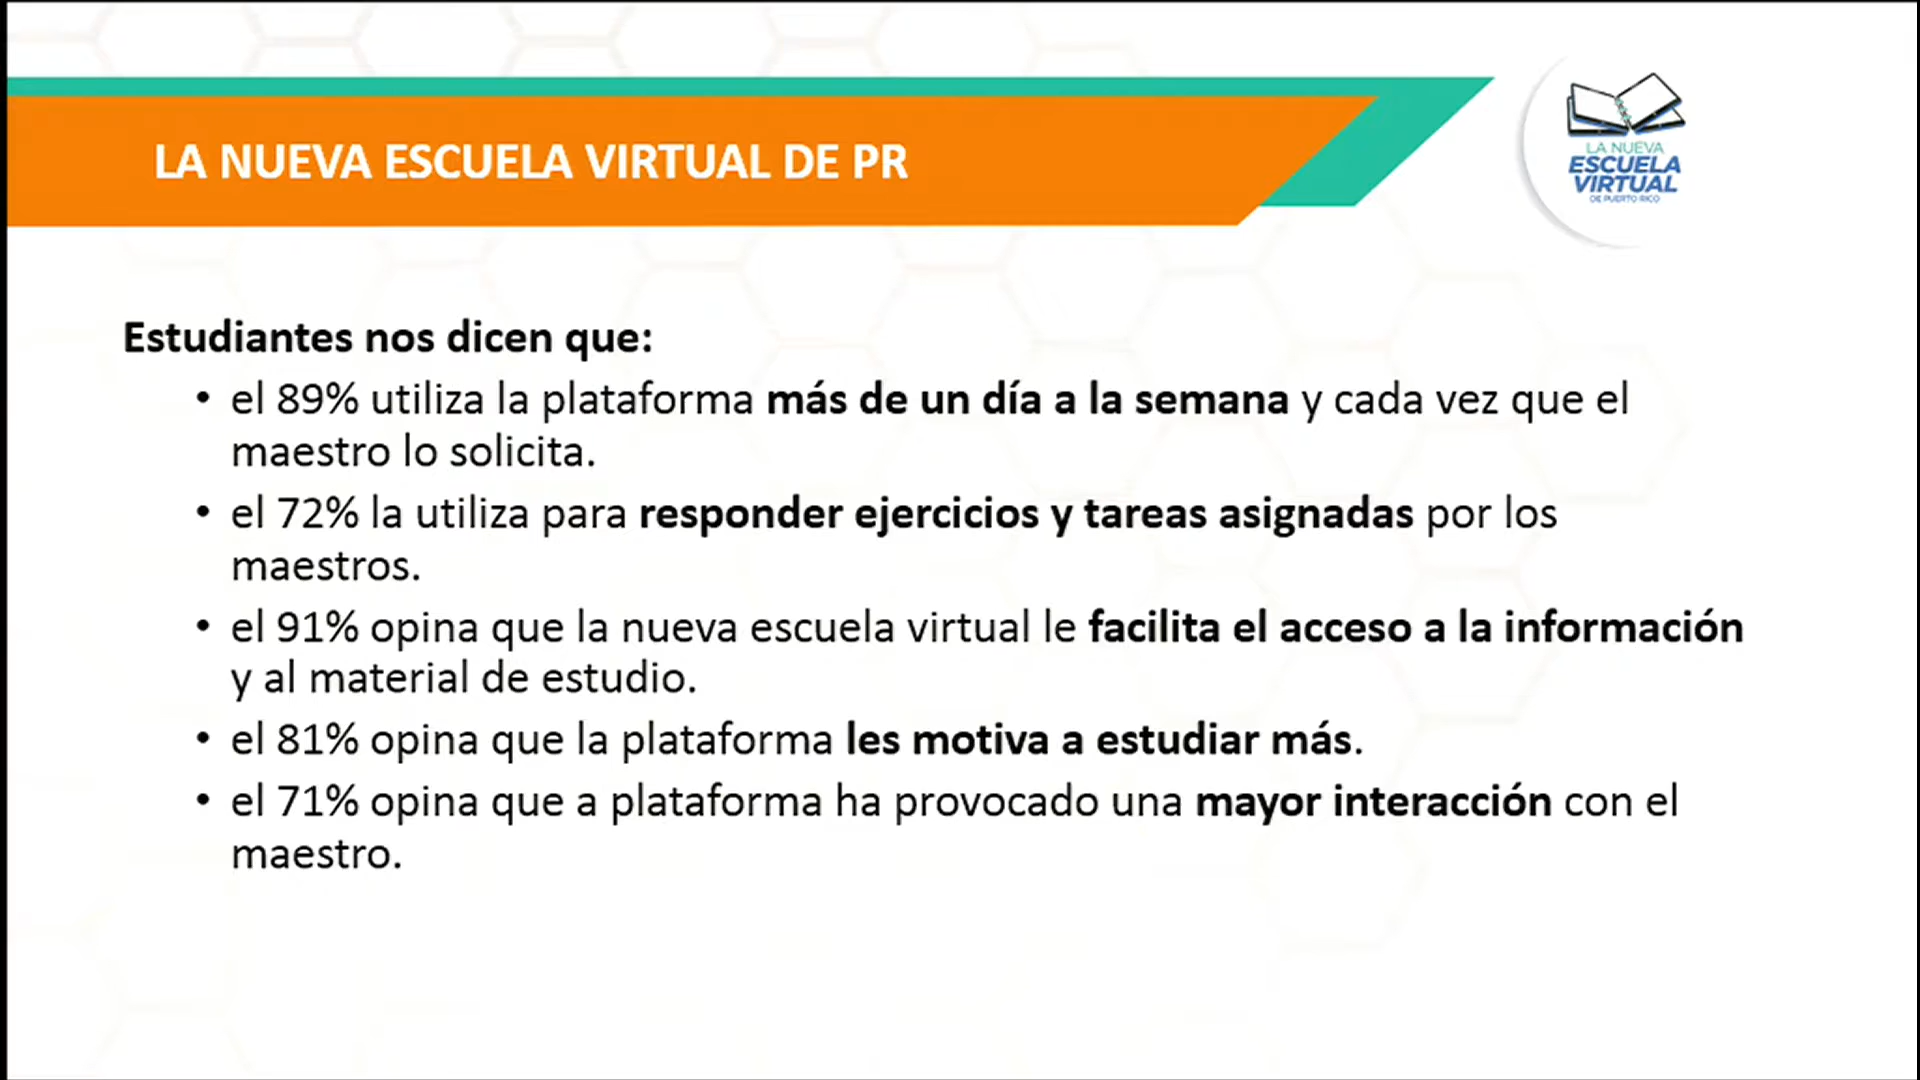 LA NUEVA ESCUELA VIRTUAL DE PR
LA NUEVA
ESCUELA
VIRTUAL
DE PUERTO RICO
Estudiantes nos dicen que:
• el 89% utiliza la plataforma más de un día a la semana y cada vez que el
maestro lo solicita.
• el 72% la utiliza para responder ejercicios y tareas asignadas por los
maestros.
• el 91% opina que la nueva escuela virtual le facilita el acceso a la información
y al material de estudio.
• el 81% opina que la plataforma les motiva a estudiar más.
• el 71% opina que a plataforma ha provocado una mayor interacción con el
maestro.